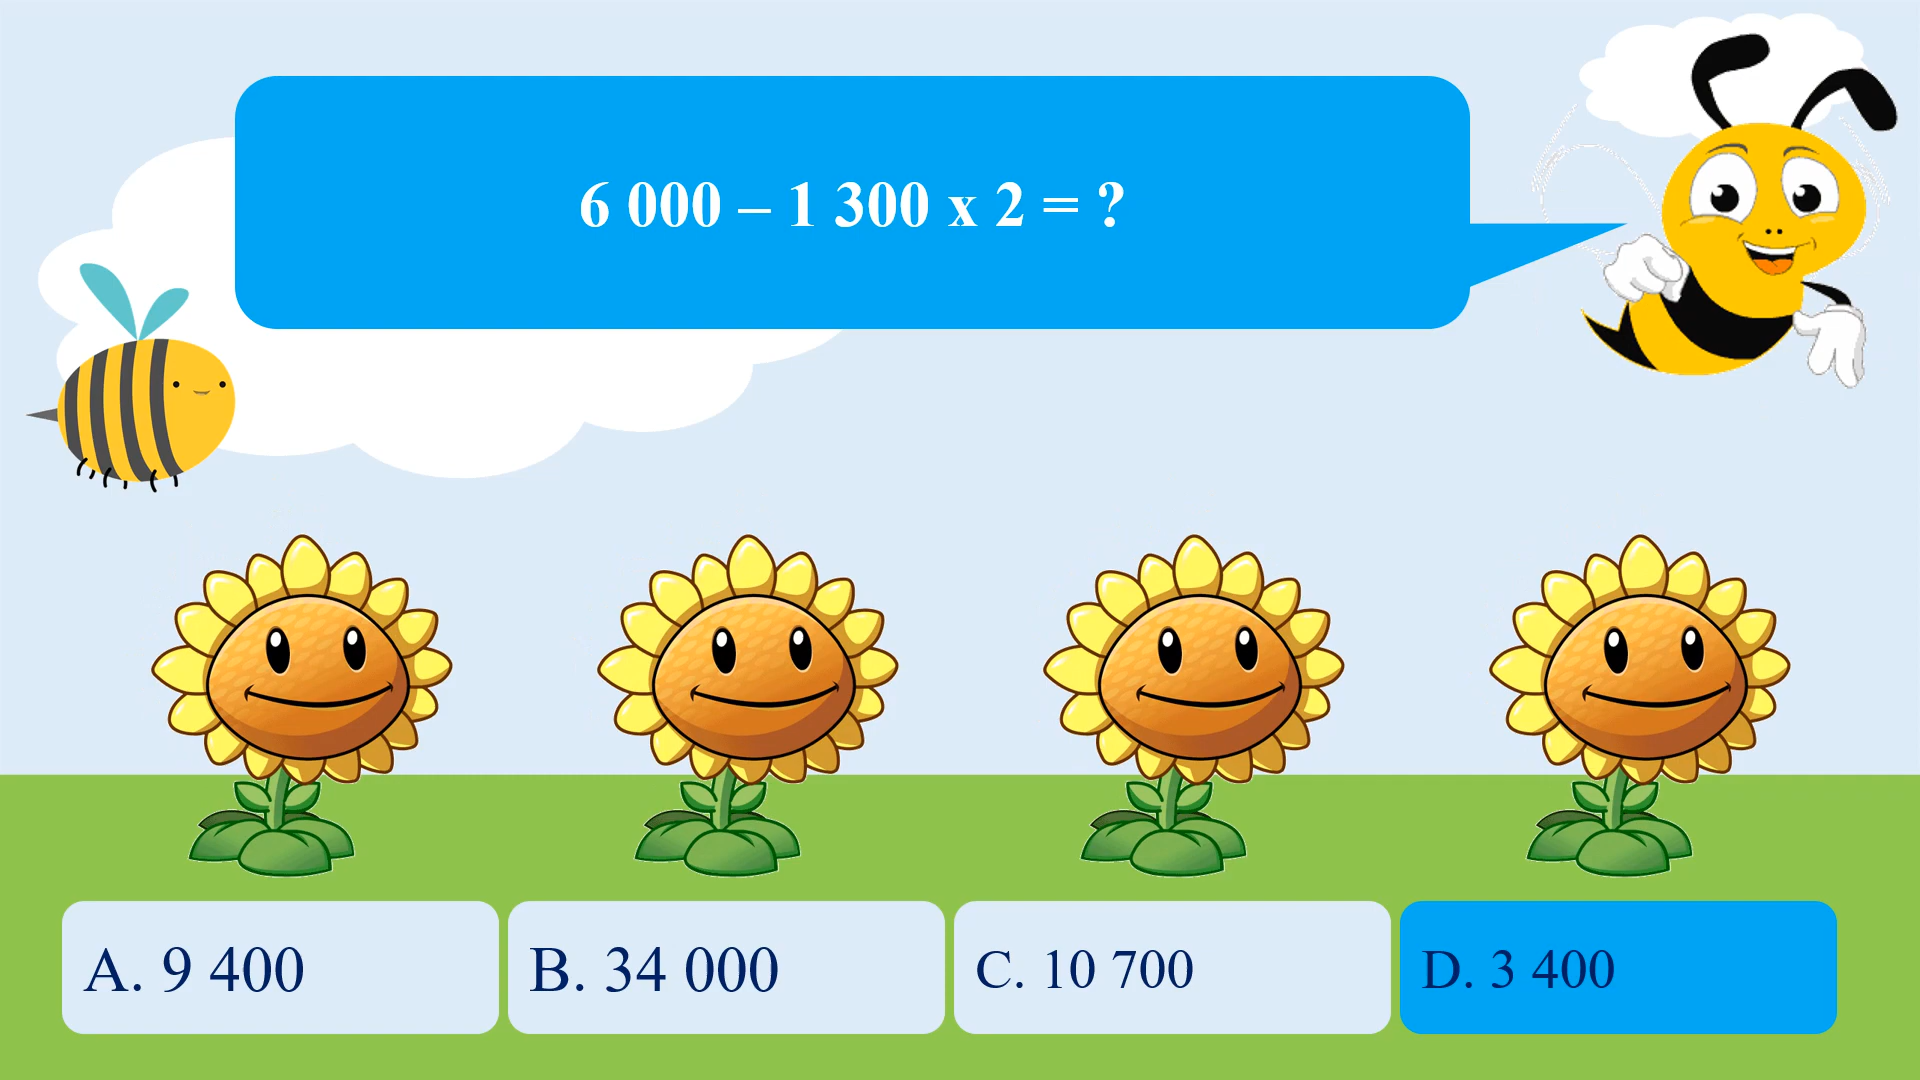 6 000 – 1 300 x 2 = ?
A. 9 400
B. 34 000
C. 10 700
D. 3 400